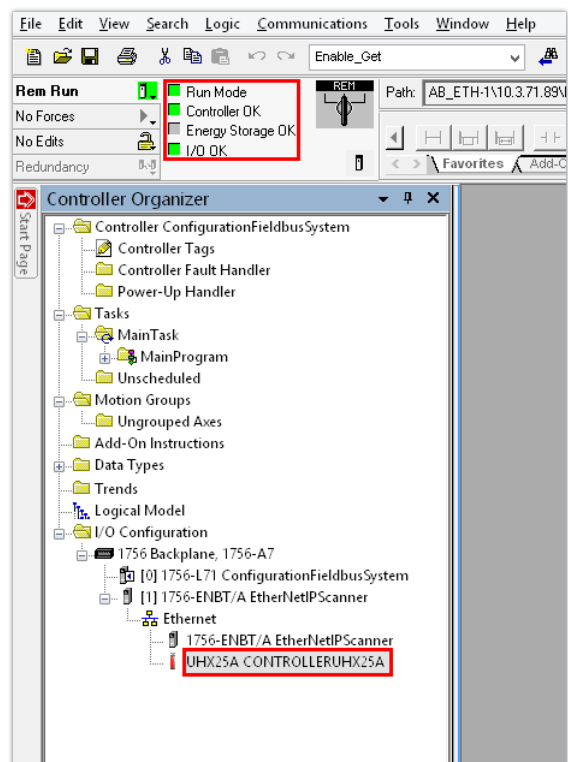 File Edit View Search Logic Communications Tools Window Help
Enable_Get
Rem Run
No Forces
No Edits
Redundancy
Run Mode
Controller OK
Energy Storage OK
I/O OK
REM
Path: AB_ETH-1\10.3.71.89\
Favorites Add-O
Start Page
Controller Organizer
Controller ConfigurationFieldbusSystem
Controller Tags
Controller Fault Handler
Power-Up Handler
Tasks
MainTask
MainProgram
Unscheduled
Motion Groups
Ungrouped Axes
Add-On Instructions
Data Types
Trends
Logical Model
I/O Configuration
1756 Backplane, 1756-A7
[0] 1756-L71 ConfigurationFieldbusSystem
[1] 1756-ENBT/A EtherNetIPScanner
Ethernet
1756-ENBT/A EtherNetIPScanner
UHX25A CONTROLLERUHX25A